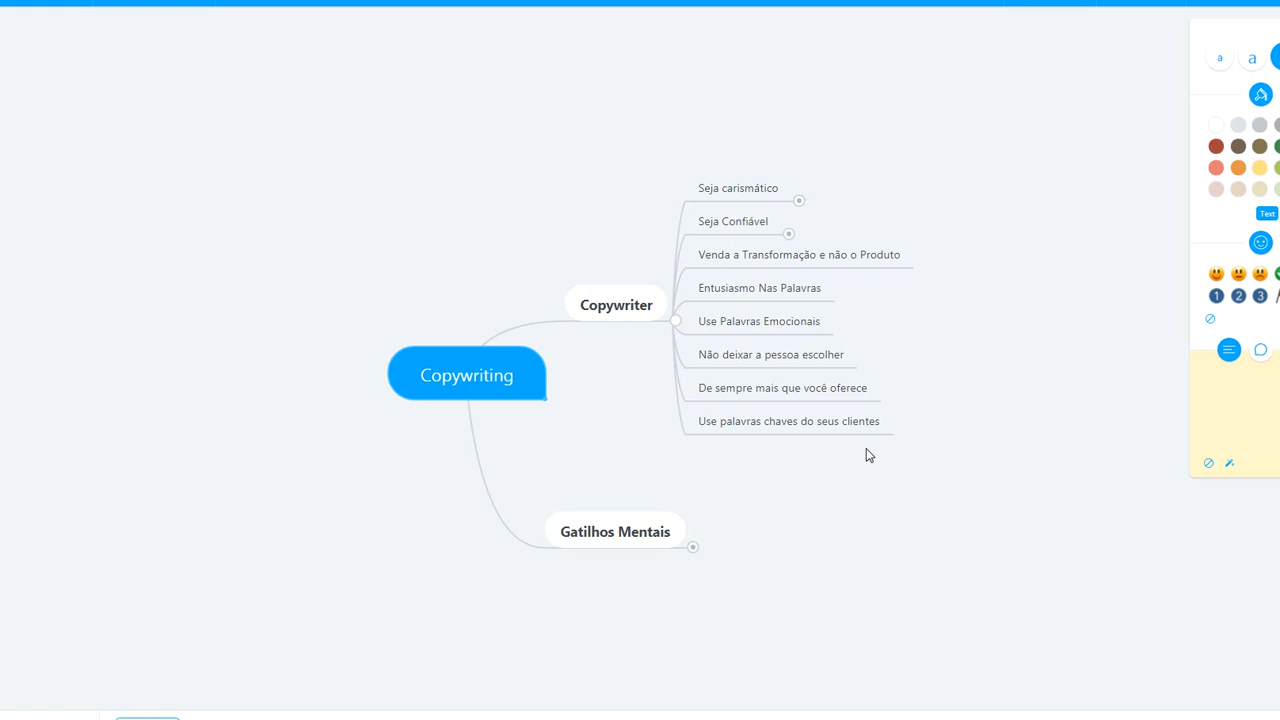 a a
Text
1 2 3
Seja carismático
Seja Confiável
Venda a Transformação e não o Produto
Entusiasmo Nas Palavras
Copywriter
Use Palavras Emocionais
Não deixar a pessoa escolher
Copywriting
De sempre mais que você oferece
Use palavras chaves do seus clientes
Gatilhos Mentais